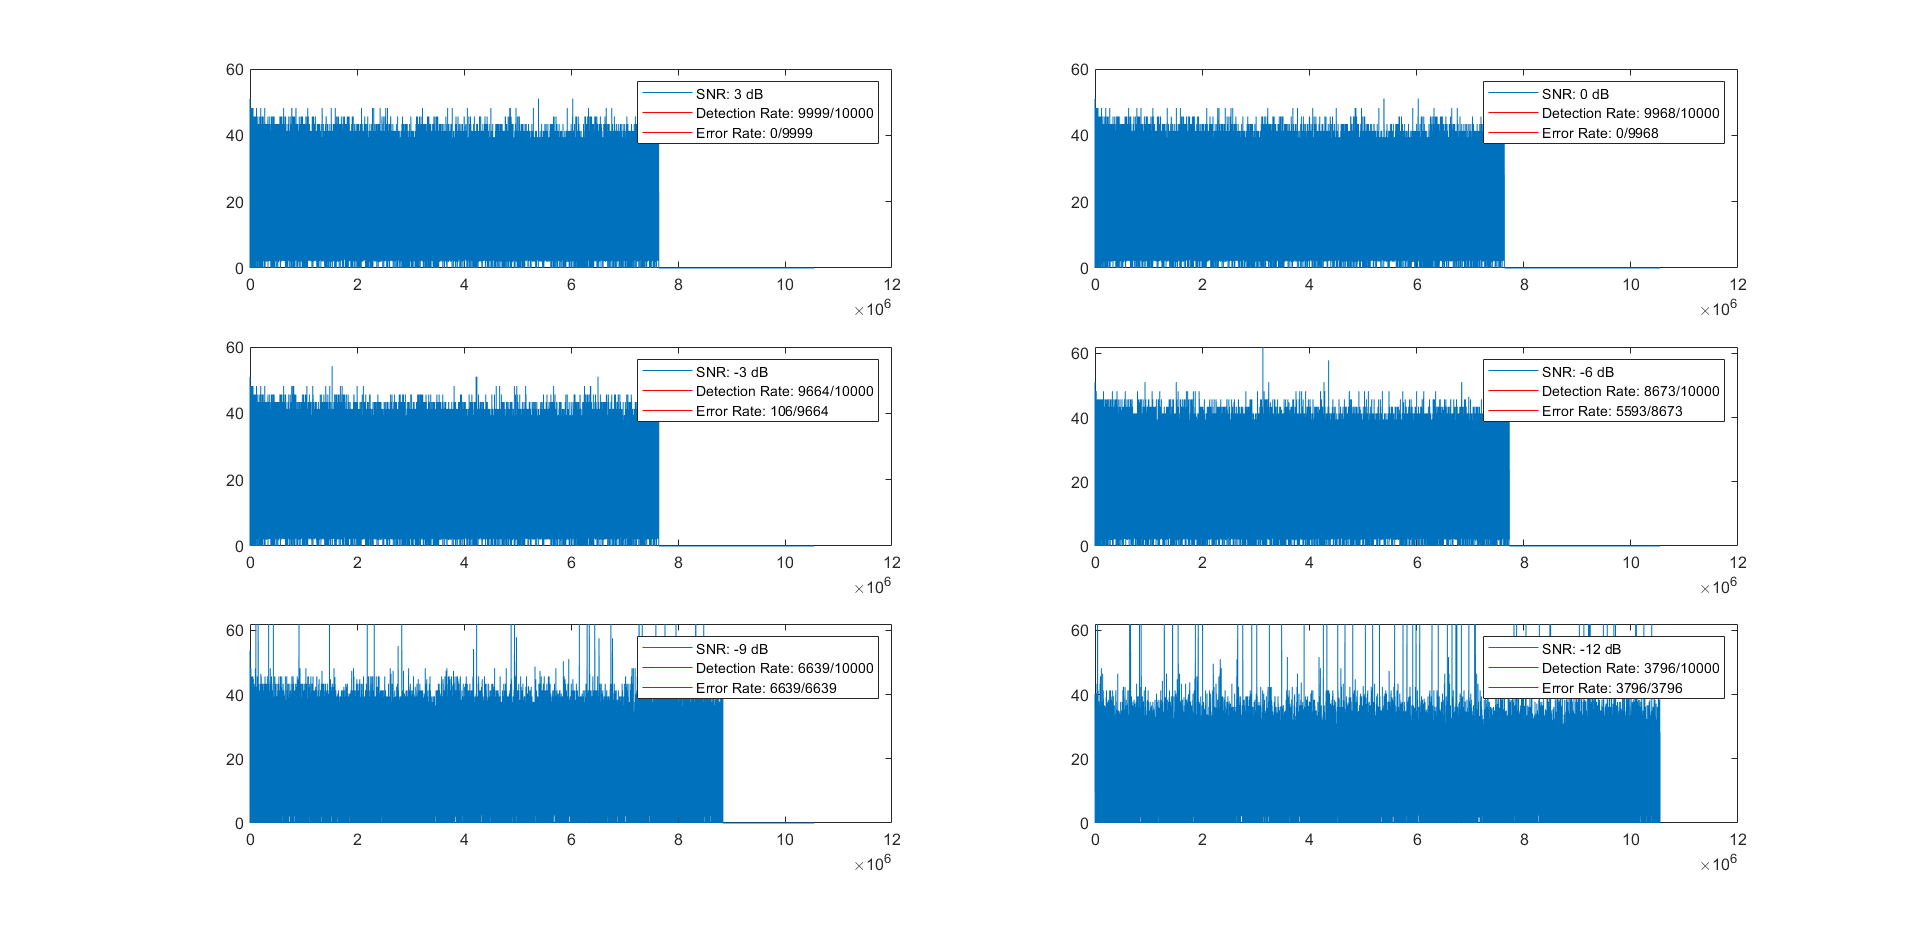 60
40
20
0
0 2 4 6 8 10 12
×10^6
SNR: 3 dB
Detection Rate: 9999/10000
Error Rate: 0/9999
60
40
20
0
0 2 4 6 8 10 12
×10^6
SNR: 0 dB
Detection Rate: 9968/10000
Error Rate: 0/9968
60
40
20
0
0 2 4 6 8 10 12
×10^6
SNR: -3 dB
Detection Rate: 9664/10000
Error Rate: 106/9664
60
40
20
0
0 2 4 6 8 10 12
×10^6
SNR: -6 dB
Detection Rate: 8673/10000
Error Rate: 5593/8673
60
40
20
0
0 2 4 6 8 10 12
×10^6
SNR: -9 dB
Detection Rate: 6639/10000
Error Rate: 6639/6639
60
40
20
0
0 2 4 6 8 10 12
×10^6
SNR: -12 dB
Detection Rate: 3796/10000
Error Rate: 3796/3796